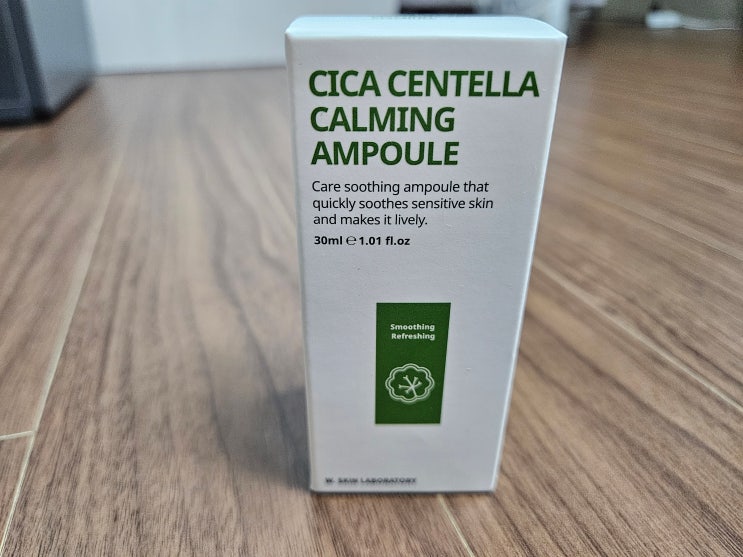 CICA CENTELLA
CALMING
AMPOULE
Care soothing ampoule that
quickly soothes sensitive skin
and makes it lively.
30ml ℮ 1.01 fl.oz
Smoothing
Refreshing
W. SKIN LABORATORY